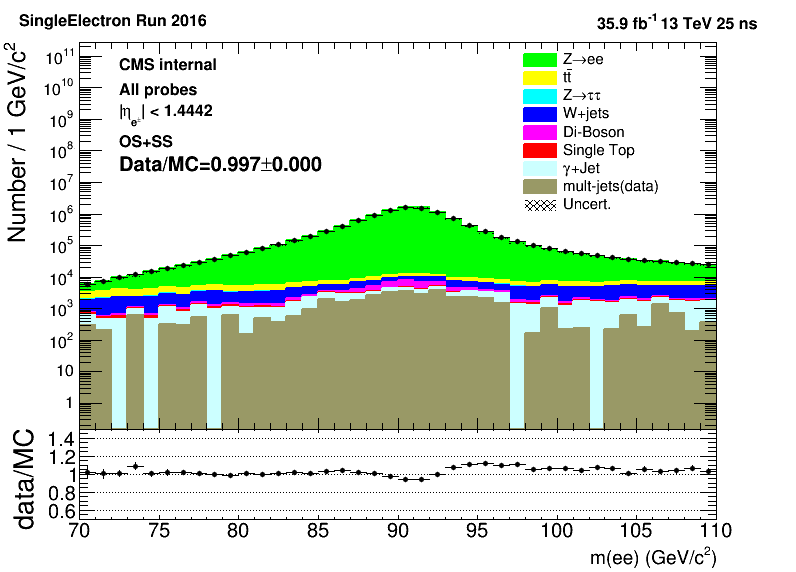 SingleElectron Run 2016
35.9 fb⁻¹ 13 TeV 25 ns
Number / 1 GeV/c²
10¹¹
10¹⁰
10⁹
10⁸
10⁷
10⁶
10⁵
10⁴
10³
10²
10
1
CMS internal
All probes
|η_e±| < 1.4442
OS+SS
Data/MC=0.997±0.000
Z→ee
tt̄
Z→ττ
W+jets
Di-Boson
Single Top
γ+Jet
mult-jets(data)
Uncert.
data/MC
1.4
1.2
1
0.8
0.6
70 75 80 85 90 95 100 105 110
m(ee) (GeV/c²)